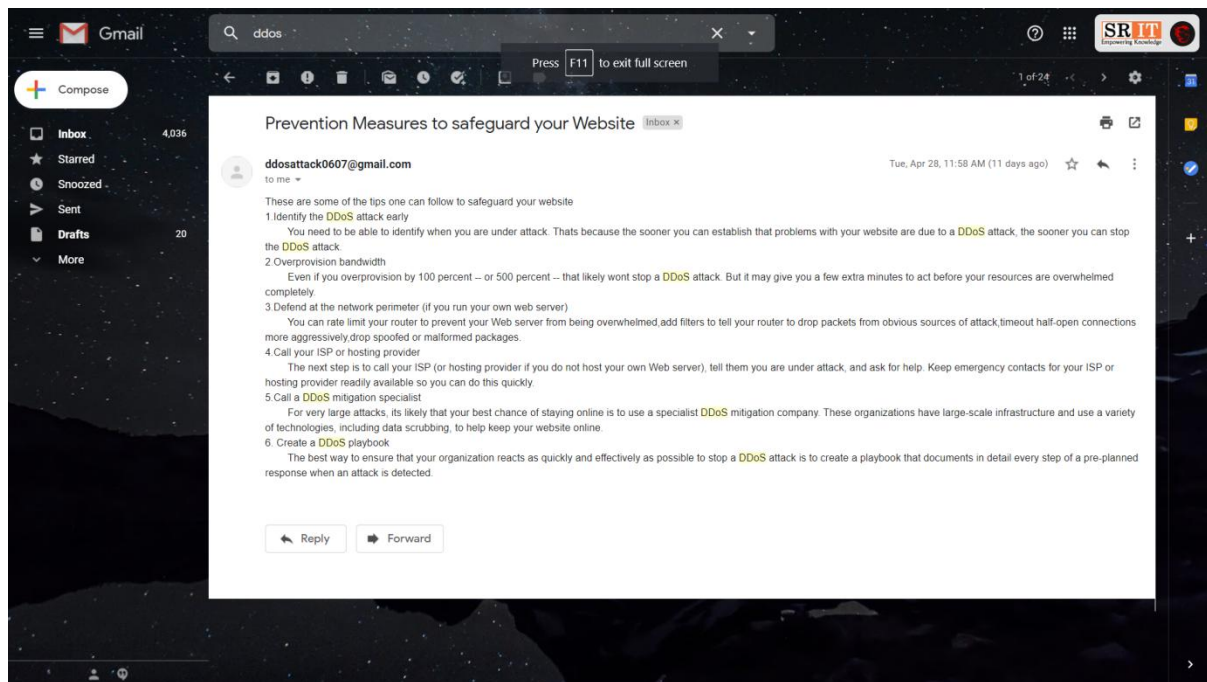 Gmail
ddos
SR IT
Empowering Knowledge
Press F11 to exit full screen
Compose
1 of 24
31
Prevention Measures to safeguard your Website Inbox ×
Inbox 4,036
Starred
Snoozed
Sent
Drafts 20
More
ddosattack0607@gmail.com
Tue, Apr 28, 11:58 AM (11 days ago)
to me
These are some of the tips one can follow to safeguard your website
1.Identify the DDoS attack early
You need to be able to identify when you are under attack. Thats because the sooner you can establish that problems with your website are due to a DDoS attack, the sooner you can stop
the DDoS attack.
2.Overprovision bandwidth
Even if you overprovision by 100 percent -- or 500 percent -- that likely wont stop a DDoS attack. But it may give you a few extra minutes to act before your resources are overwhelmed
completely.
3.Defend at the network perimeter (if you run your own web server)
You can rate limit your router to prevent your Web server from being overwhelmed,add filters to tell your router to drop packets from obvious sources of attack,timeout half-open connections
more aggressively,drop spoofed or malformed packages.
4.Call your ISP or hosting provider
The next step is to call your ISP (or hosting provider if you do not host your own Web server), tell them you are under attack, and ask for help. Keep emergency contacts for your ISP or
hosting provider readily available so you can do this quickly.
5.Call a DDoS mitigation specialist
For very large attacks, its likely that your best chance of staying online is to use a specialist DDoS mitigation company. These organizations have large-scale infrastructure and use a variety
of technologies, including data scrubbing, to help keep your website online.
6. Create a DDoS playbook
The best way to ensure that your organization reacts as quickly and effectively as possible to stop a DDoS attack is to create a playbook that documents in detail every step of a pre-planned
response when an attack is detected.
Reply
Forward